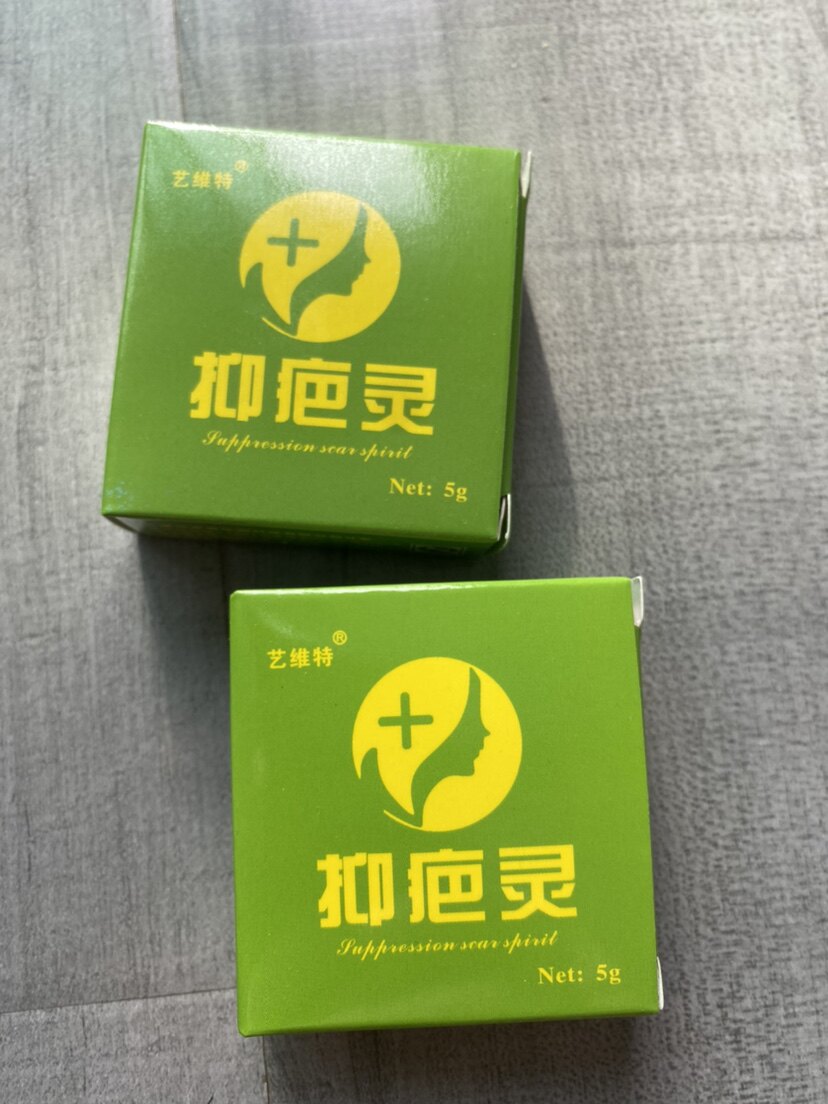 艺维特®
抑疤灵
Suppression scar spirit
Net: 5g
艺维特®
抑疤灵
Suppression scar spirit
Net: 5g